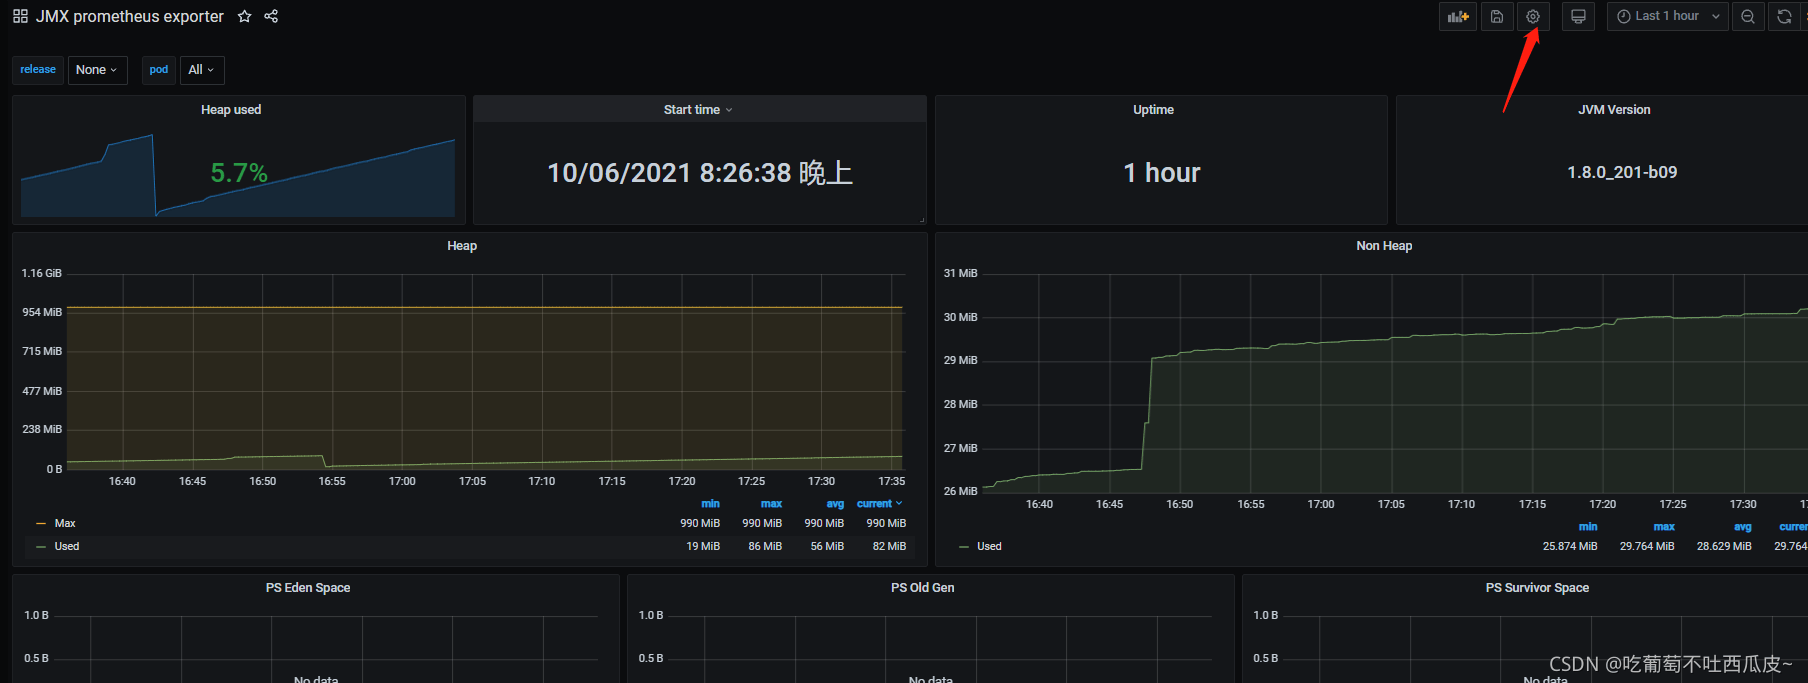 JMX prometheus exporter
Last 1 hour
release None pod All
Heap used
5.7%
Start time
10/06/2021 8:26:38 晚上
Uptime
1 hour
JVM Version
1.8.0_201-b09
Heap
1.16 GiB
954 MiB
715 MiB
477 MiB
238 MiB
0 B
16:40 16:45 16:50 16:55 17:00 17:05 17:10 17:15 17:20 17:25 17:30 17:35
min max avg current
Max 990 MiB 990 MiB 990 MiB 990 MiB
Used 19 MiB 86 MiB 56 MiB 82 MiB
Non Heap
31 MiB
30 MiB
29 MiB
28 MiB
27 MiB
26 MiB
16:40 16:45 16:50 16:55 17:00 17:05 17:10 17:15 17:20 17:25 17:30
min max avg
Used 25.874 MiB 29.764 MiB 28.629 MiB 29.764
PS Eden Space
1.0 B
0.5 B
No data
PS Old Gen
1.0 B
0.5 B
No data
PS Survivor Space
1.0 B
0.5 B
No data
CSDN @吃葡萄不吐西瓜皮~